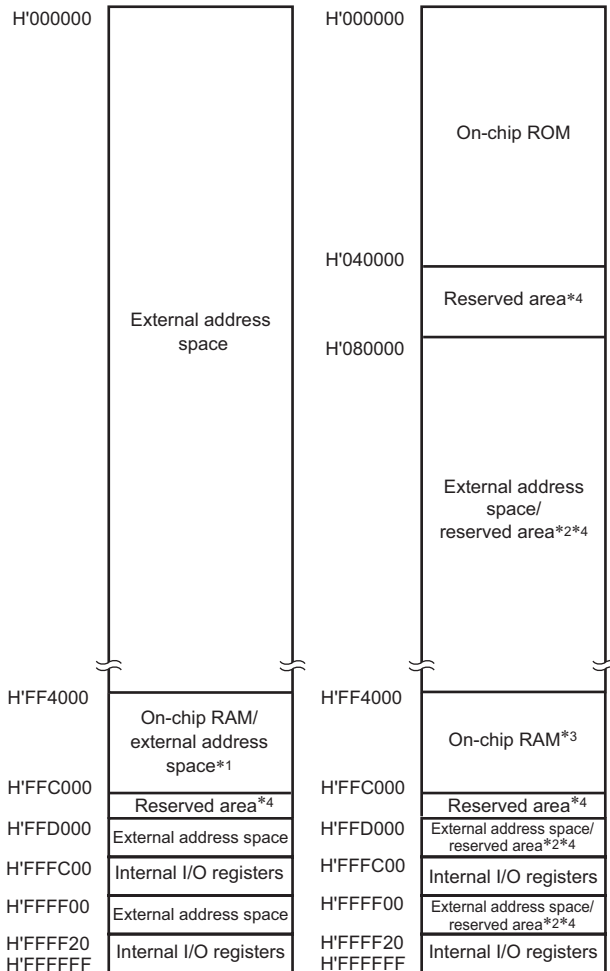 H'000000
External address
space
H'FF4000
On-chip RAM/
external address
space*1
H'FFC000
Reserved area*4
H'FFD000
External address space
H'FFFC00
Internal I/O registers
H'FFFF00
External address space
H'FFFF20
Internal I/O registers
H'FFFFFF
H'000000
On-chip ROM
H'040000
Reserved area*4
H'080000
External address
space/
reserved area*2*4
H'FF4000
On-chip RAM*3
H'FFC000
Reserved area*4
H'FFD000
External address space/
reserved area*2*4
H'FFFC00
Internal I/O registers
H'FFFF00
External address space/
reserved area*2*4
H'FFFF20
Internal I/O registers
H'FFFFFF